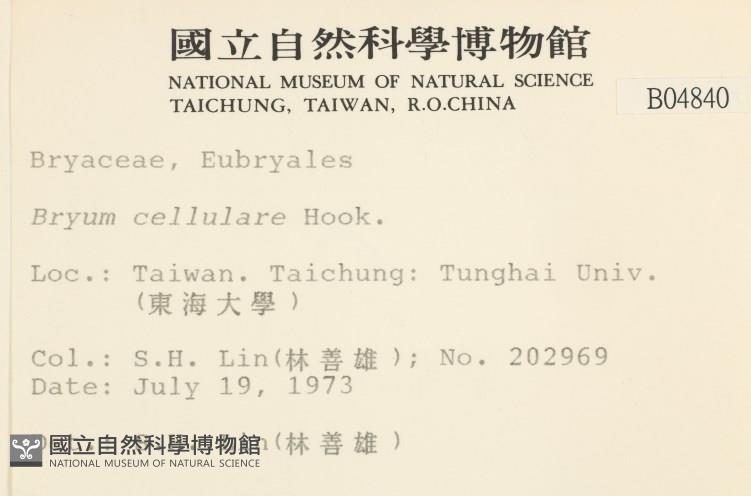 國立自然科學博物館
NATIONAL MUSEUM OF NATURAL SCIENCE
TAICHUNG, TAIWAN, R.O.CHINA
B04840
Bryaceae, Eubryales
Bryum cellulare Hook.
Loc.: Taiwan. Taichung: Tunghai Univ.
(東海大學)
Col.: S.H. Lin(林善雄); No. 202969
Date: July 19, 1973
(林善雄)
國立自然科學博物館
NATIONAL MUSEUM OF NATURAL SCIENCE